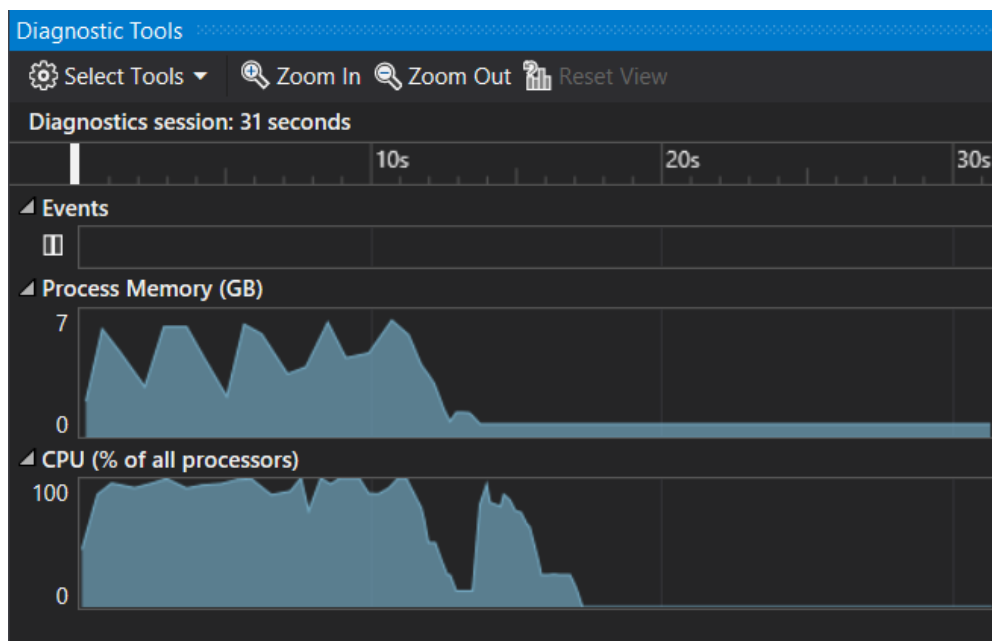 Diagnostic Tools
Select Tools Zoom In Zoom Out Reset View
Diagnostics session: 31 seconds
10s 20s 30s
Events
Process Memory (GB)
7
0
CPU (% of all processors)
100
0